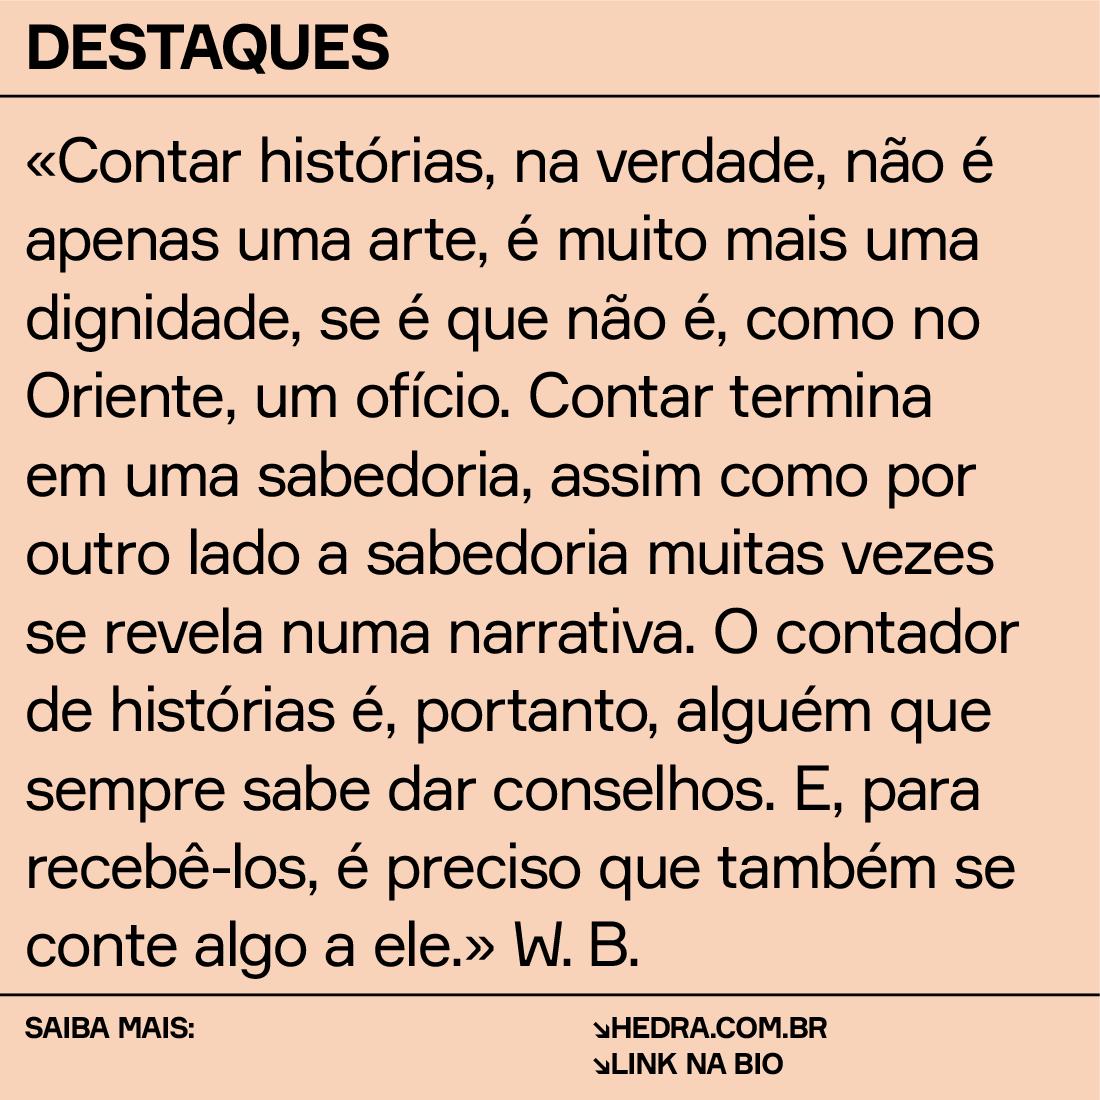 DESTAQUES
«Contar histórias, na verdade, não é
apenas uma arte, é muito mais uma
dignidade, se é que não é, como no
Oriente, um ofício. Contar termina
em uma sabedoria, assim como por
outro lado a sabedoria muitas vezes
se revela numa narrativa. O contador
de histórias é, portanto, alguém que
sempre sabe dar conselhos. E, para
recebê-los, é preciso que também se
conte algo a ele.» W. B.
SAIBA MAIS:
↘HEDRA.COM.BR
↘LINK NA BIO